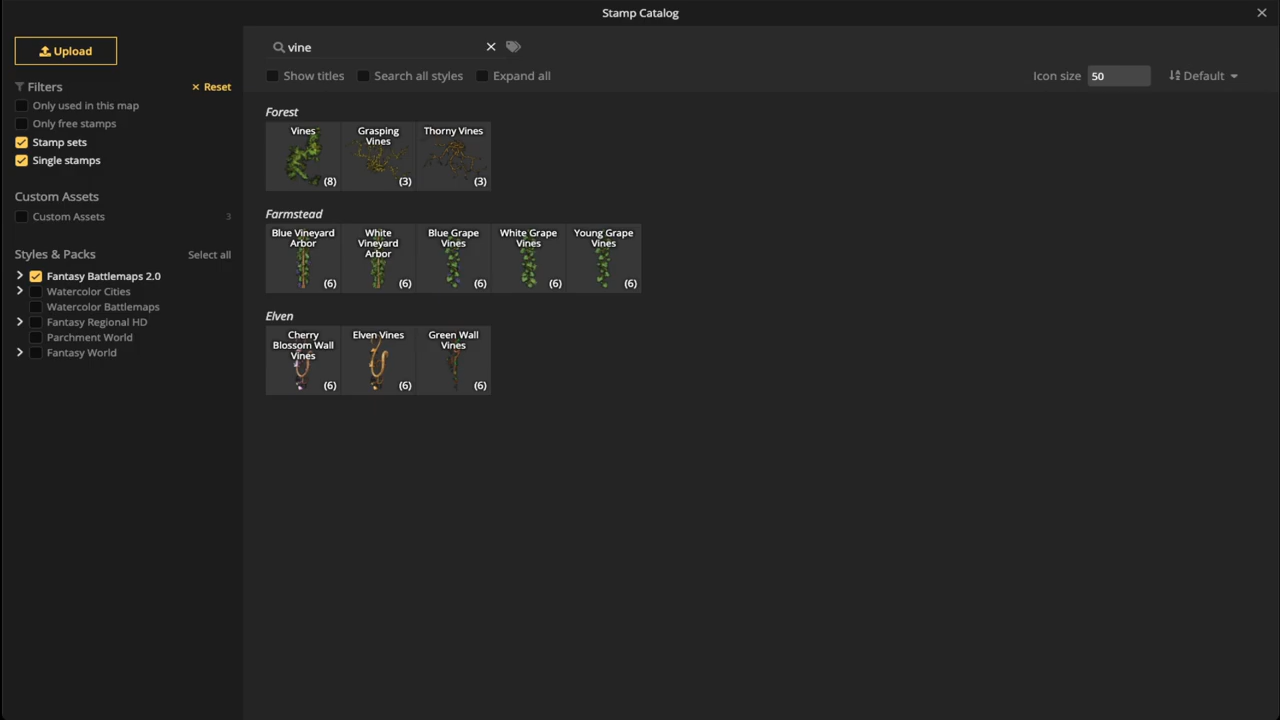 Stamp Catalog
Upload
Filters
Reset
Only used in this map
Only free stamps
Stamp sets
Single stamps
Custom Assets
Custom Assets 3
Styles & Packs Select all
Fantasy Battlemaps 2.0
Watercolor Cities
Watercolor Battlemaps
Fantasy Regional HD
Parchment World
Fantasy World
vine
Show titles Search all styles Expand all
Icon size 50 Default
Forest
Vines
(8)
Grasping
Vines
(3)
Thorny Vines
(3)
Farmstead
Blue Vineyard
Arbor
(6)
White
Vineyard
Arbor
(6)
Blue Grape
Vines
(6)
White Grape
Vines
(6)
Young Grape
Vines
(6)
Elven
Cherry
Blossom Wall
Vines
(6)
Elven Vines
(6)
Green Wall
Vines
(6)